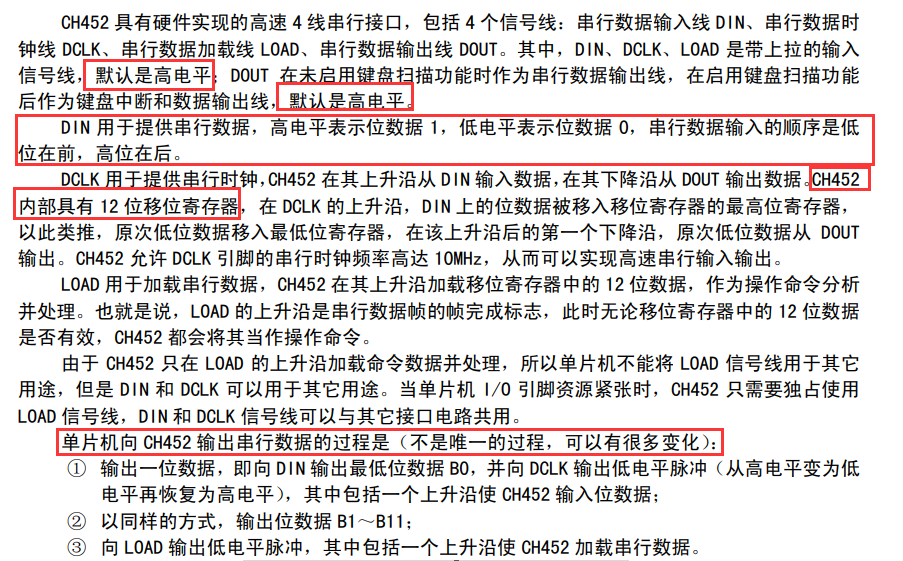 CH452 具有硬件实现的高速 4 线串行接口，包括 4 个信号线：串行数据输入线 DIN、串行数据时
钟线 DCLK、串行数据加载线 LOAD、串行数据输出线 DOUT。其中，DIN、DCLK、LOAD 是带上拉的输入
信号线，默认是高电平；DOUT 在未启用键盘扫描功能时作为串行数据输出线，在启用键盘扫描功能
后作为键盘中断和数据输出线，默认是高电平。
DIN 用于提供串行数据，高电平表示位数据 1，低电平表示位数据 0，串行数据输入的顺序是低
位在前，高位在后。
DCLK 用于提供串行时钟，CH452 在其上升沿从 DIN 输入数据，在其下降沿从 DOUT 输出数据。CH452
内部具有 12 位移位寄存器，在 DCLK 的上升沿，DIN 上的位数据被移入移位寄存器的最高位寄存器，
以此类推，原次低位数据移入最低位寄存器，在该上升沿后的第一个下降沿，原次低位数据从 DOUT
输出。CH452 允许 DCLK 引脚的串行时钟频率高达 10MHz，从而可以实现高速串行输入输出。
LOAD 用于加载串行数据，CH452 在其上升沿加载移位寄存器中的 12 位数据，作为操作命令分析
并处理。也就是说，LOAD 的上升沿是串行数据帧的帧完成标志，此时无论移位寄存器中的 12 位数据
是否有效，CH452 都会将其当作操作命令。
由于 CH452 只在 LOAD 的上升沿加载命令数据并处理，所以单片机不能将 LOAD 信号线用于其它
用途，但是 DIN 和 DCLK 可以用于其它用途。当单片机 I/O 引脚资源紧张时，CH452 只需要独占使用
LOAD 信号线，DIN 和 DCLK 信号线可以与其它接口电路共用。
单片机向 CH452 输出串行数据的过程是（不是唯一的过程，可以有很多变化）：
① 输出一位数据，即向 DIN 输出最低位数据 B0，并向 DCLK 输出低电平脉冲（从高电平变为低
电平再恢复为高电平），其中包括一个上升沿使 CH452 输入位数据；
② 以同样的方式，输出位数据 B1～B11；
③ 向 LOAD 输出低电平脉冲，其中包括一个上升沿使 CH452 加载串行数据。